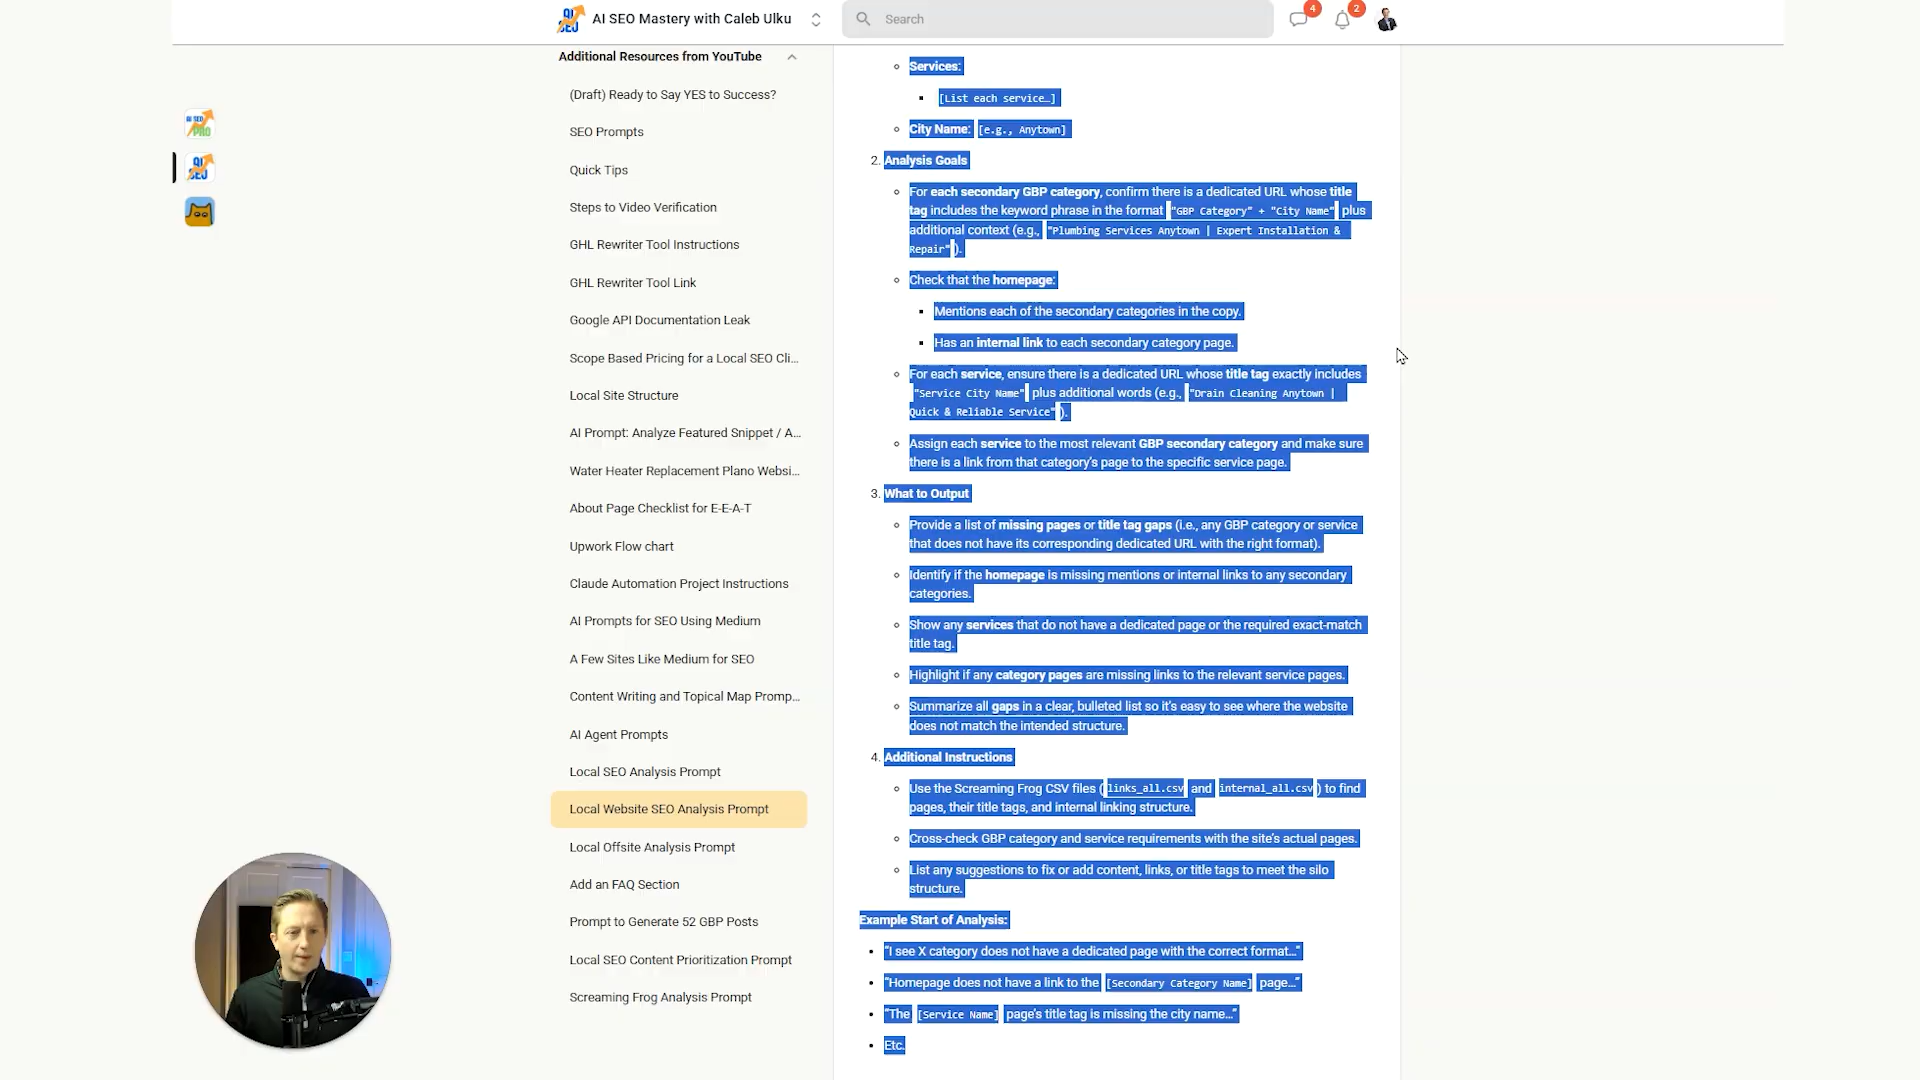 AI SEO Mastery with Caleb Ulku
Search
4
2
AI SEO
PRO
AI
SEO
Additional Resources from YouTube
(Draft) Ready to Say YES to Success?
SEO Prompts
Quick Tips
Steps to Video Verification
GHL Rewriter Tool Instructions
GHL Rewriter Tool Link
Google API Documentation Leak
Scope Based Pricing for a Local SEO Cli...
Local Site Structure
AI Prompt: Analyze Featured Snippet / A...
Water Heater Replacement Plano Websi...
About Page Checklist for E-E-A-T
Upwork Flow chart
Claude Automation Project Instructions
AI Prompts for SEO Using Medium
A Few Sites Like Medium for SEO
Content Writing and Topical Map Promp...
AI Agent Prompts
Local SEO Analysis Prompt
Local Website SEO Analysis Prompt
Local Offsite Analysis Prompt
Add an FAQ Section
Prompt to Generate 52 GBP Posts
Local SEO Content Prioritization Prompt
Screaming Frog Analysis Prompt
Services:
[List each service…]
City Name: [e.g., Anytown]
2. Analysis Goals
For each secondary GBP category, confirm there is a dedicated URL whose title
tag includes the keyword phrase in the format "GBP Category" + "City Name" plus
additional context (e.g., "Plumbing Services Anytown | Expert Installation &
Repair" ).
Check that the homepage:
Mentions each of the secondary categories in the copy.
Has an internal link to each secondary category page.
For each service, ensure there is a dedicated URL whose title tag exactly includes
"Service City Name" plus additional words (e.g., "Drain Cleaning Anytown |
Quick & Reliable Service" ).
Assign each service to the most relevant GBP secondary category and make sure
there is a link from that category's page to the specific service page.
3. What to Output
Provide a list of missing pages or title tag gaps (i.e., any GBP category or service
that does not have its corresponding dedicated URL with the right format).
Identify if the homepage is missing mentions or internal links to any secondary
categories.
Show any services that do not have a dedicated page or the required exact-match
title tag.
Highlight if any category pages are missing links to the relevant service pages.
Summarize all gaps in a clear, bulleted list so it's easy to see where the website
does not match the intended structure.
4. Additional Instructions
Use the Screaming Frog CSV files ( links_all.csv and internal_all.csv ) to find
pages, their title tags, and internal linking structure.
Cross-check GBP category and service requirements with the site's actual pages.
List any suggestions to fix or add content, links, or title tags to meet the silo
structure.
Example Start of Analysis:
“I see X category does not have a dedicated page with the correct format…”
“Homepage does not have a link to the [Secondary Category Name] page…”
“The [Service Name] page's title tag is missing the city name…”
Etc.